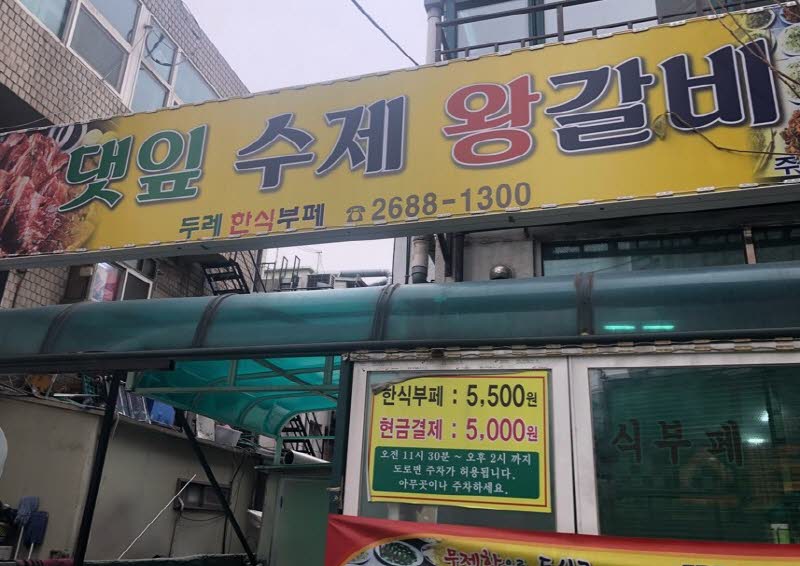 댓잎 수제 왕갈비
두레 한식부페 ☎2688-1300
한식부페 : 5,500원
현금결제 : 5,000원
오전 11시 30분 ~ 오후 2시 까지
도로변 주차가 허용됩니다.
아무곳이나 주차하세요.
식부페